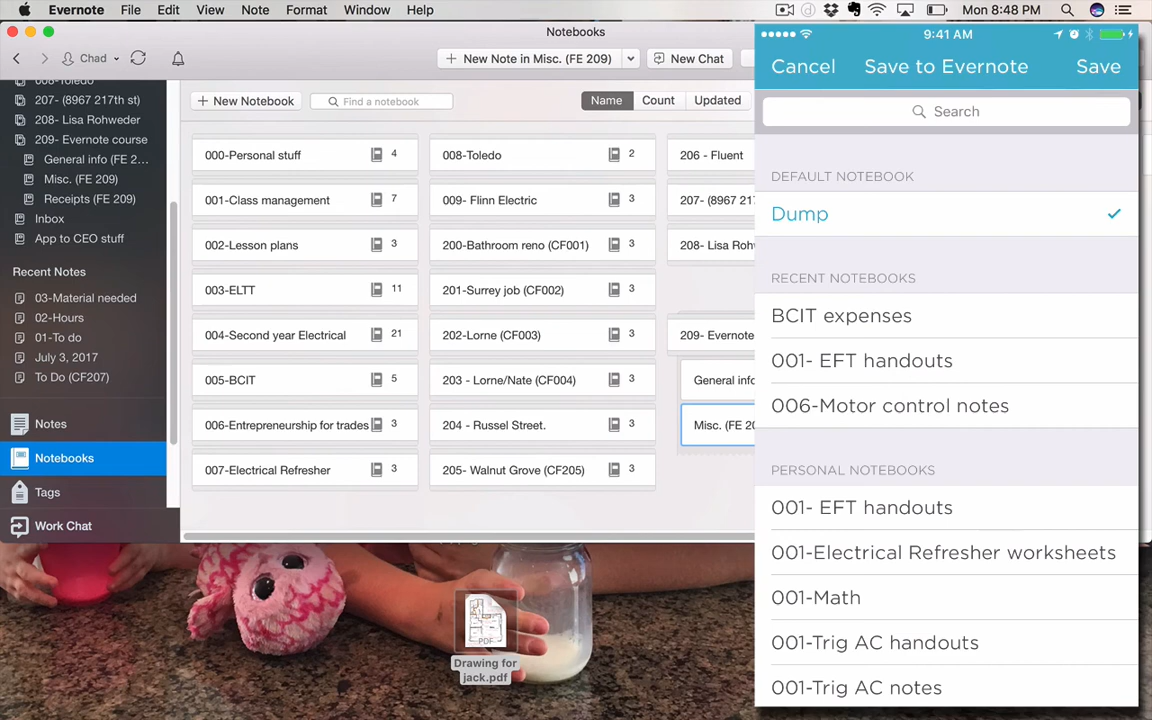 Evernote File Edit View Note Format Window Help
Mon 8:48 PM
Notebooks
Chad
New Note in Misc. (FE 209)
New Chat
008-Toledo
207- (8967 217th st)
208- Lisa Rohweder
209- Evernote course
General info (FE 2...
Misc. (FE 209)
Receipts (FE 209)
Inbox
App to CEO stuff
Recent Notes
03-Material needed
02-Hours
01-To do
July 3, 2017
To Do (CF207)
Notes
Notebooks
Tags
Work Chat
New Notebook
Find a notebook
Name Count Updated
000-Personal stuff 4
001-Class management 7
002-Lesson plans 3
003-ELTT 11
004-Second year Electrical 21
005-BCIT 5
006-Entrepreneurship for trades 3
007-Electrical Refresher 3
008-Toledo 2
009- Flinn Electric 3
200-Bathroom reno (CF001) 3
201-Surrey job (CF002) 3
202-Lorne (CF003) 3
203 - Lorne/Nate (CF004) 3
204 - Russel Street. 3
205- Walnut Grove (CF205) 3
206 - Fluent
207- (8967 217
208- Lisa Roh
209- Evernote
General info
Misc. (FE 20
Drawing for
jack.pdf
PDF
9:41 AM
Cancel Save to Evernote Save
Search
DEFAULT NOTEBOOK
Dump
RECENT NOTEBOOKS
BCIT expenses
001- EFT handouts
006-Motor control notes
PERSONAL NOTEBOOKS
001- EFT handouts
001-Electrical Refresher worksheets
001-Math
001-Trig AC handouts
001-Trig AC notes